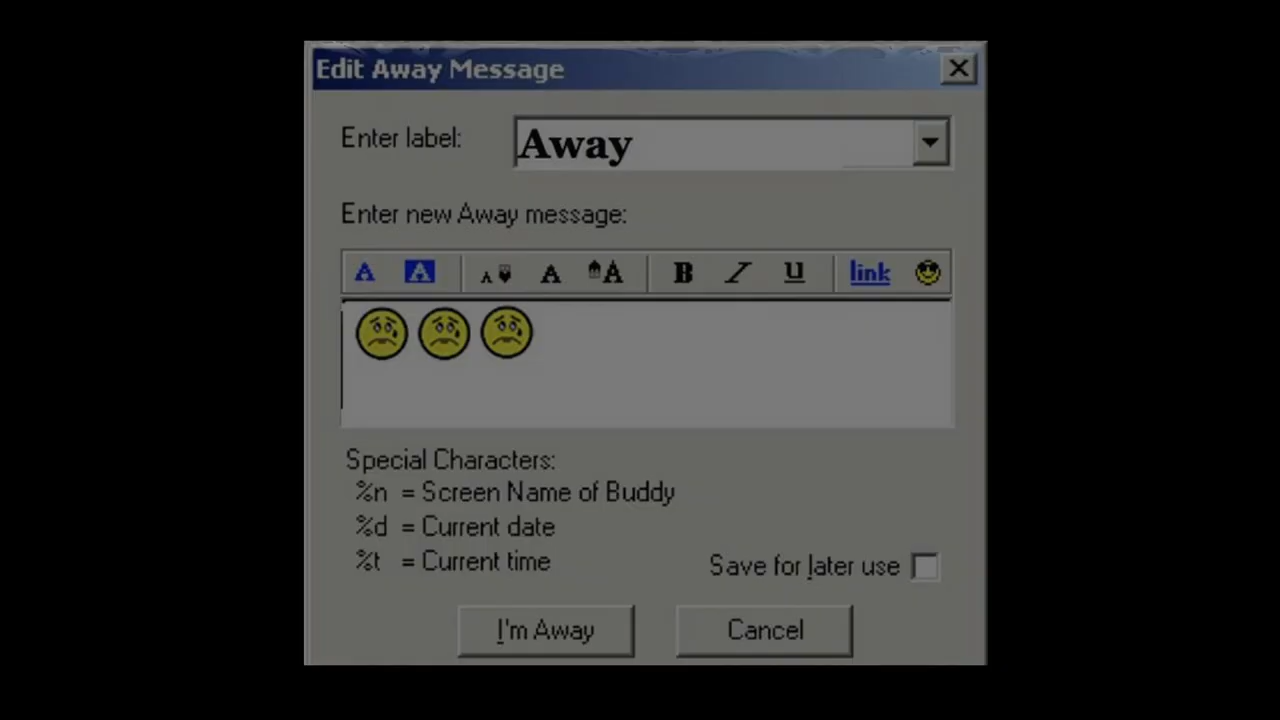 Edit Away Message
Enter label:
Away
Enter new Away message:
A A A A A B I U link
Special Characters:
%n = Screen Name of Buddy
%d = Current date
%t = Current time
Save for later use
I'm Away
Cancel